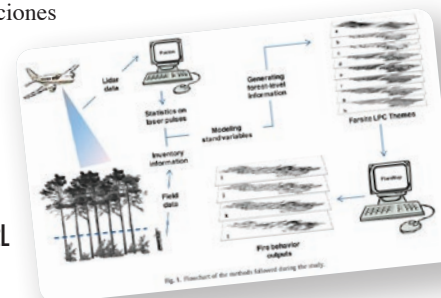 ciones
L
Lidar
data
Fusion
Statistics on
laser pulses
Inventory
information
Field
data
Modeling
stand variables
Generating
forest-level
information
Farsite LPC Themes
FlamMap
Fire behavior
outputs
Fig. 1. Flowchart of the methods followed during the study.